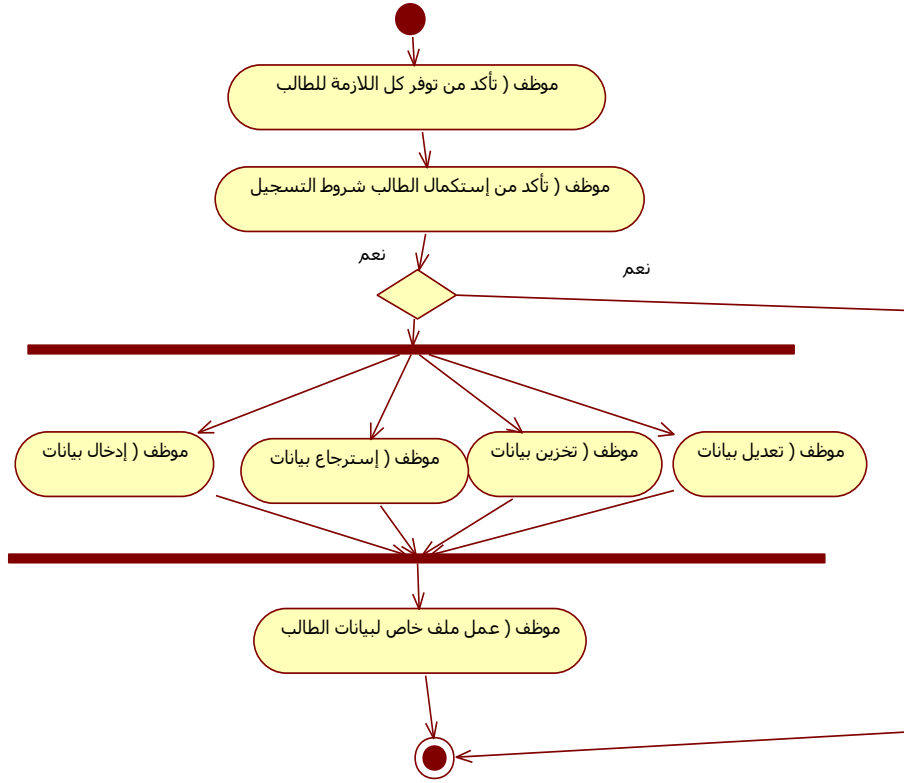 موظف ( تأكد من توفر كل اللازمة للطالب
موظف ( تأكد من إستكمال الطالب شروط التسجيل
نعم
نعم
موظف ( إدخال بيانات
موظف ( إسترجاع بيانات
موظف ( تخزين بيانات
موظف ( تعديل بيانات
موظف ( عمل ملف خاص لبيانات الطالب